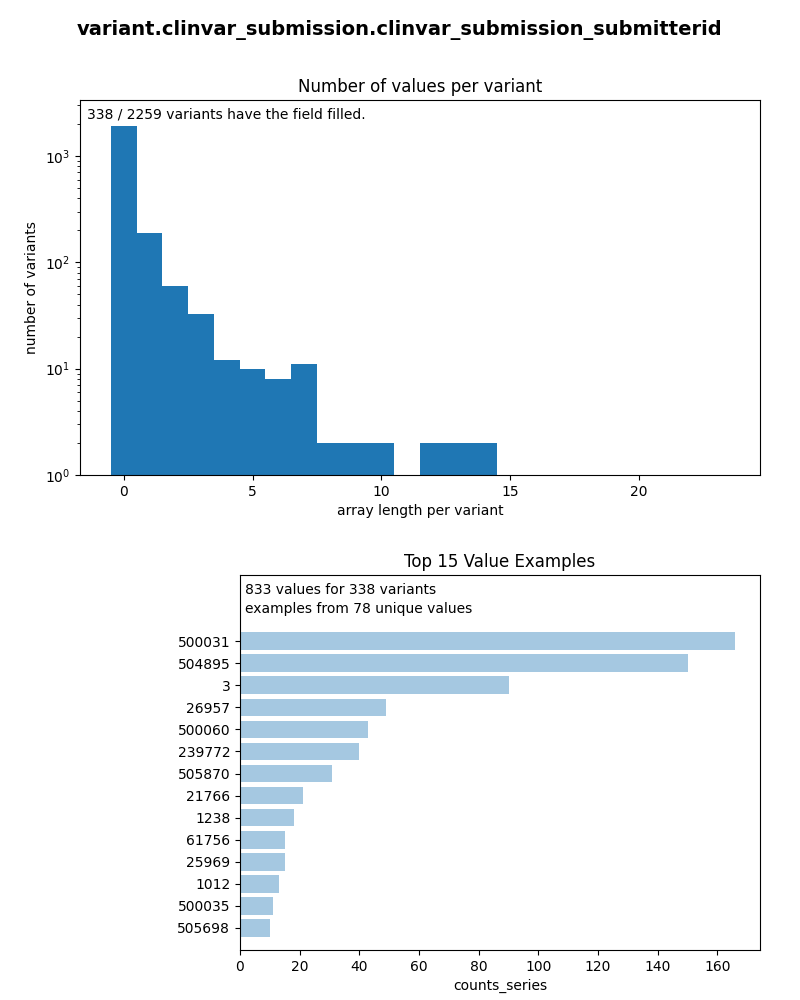 variant.clinvar_submission.clinvar_submission_submitterid
Number of values per variant
338 / 2259 variants have the field filled.
10³
10²
10¹
10⁰
number of variants
0 5 10 15 20
array length per variant
Top 15 Value Examples
833 values for 338 variants
examples from 78 unique values
500031
504895
3
26957
500060
239772
505870
21766
1238
61756
25969
1012
500035
505698
0 20 40 60 80 100 120 140 160
counts_series